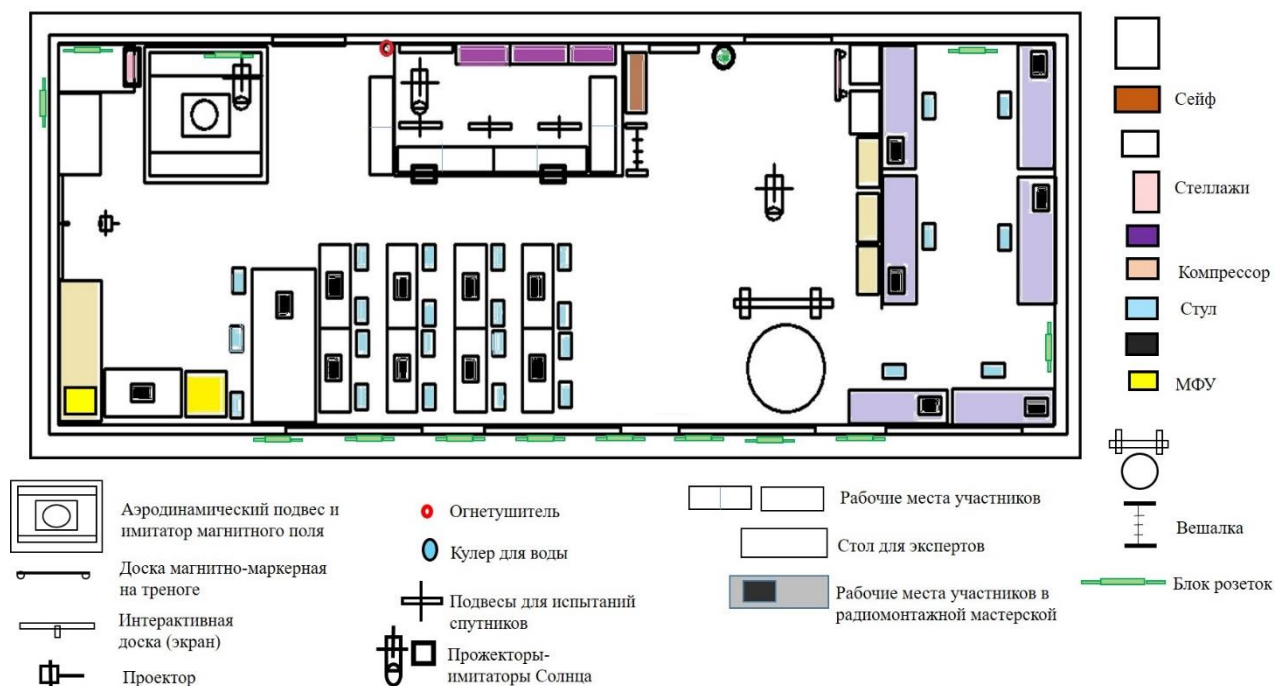 Сейф
Стеллажи
Компрессор
Стул
МФУ
Вешалка
Блок розеток
Аэродинамический подвес и
имитатор магнитного поля
Доска магнитно-маркерная
на треноге
Интерактивная
доска (экран)
Проектор
Огнетушитель
Кулер для воды
Подвесы для испытаний
спутников
Прожекторы-
имитаторы Солнца
Рабочие места участников
Стол для экспертов
Рабочие места участников в
радиомонтажной мастерской